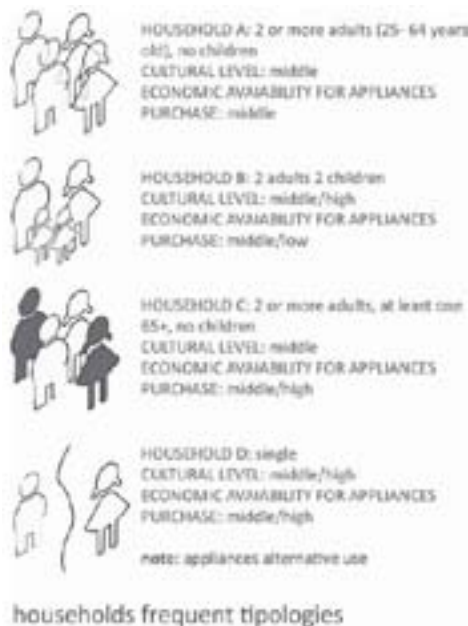 HOUSEHOLD A: 2 or more adults (25- 64 years
old), no children
CULTURAL LEVEL: middle
ECONOMIC AVAIABILITY FOR APPLIANCES
PURCHASE: middle
HOUSEHOLD B: 2 adults 2 children
CULTURAL LEVEL: middle/high
ECONOMIC AVAIABILITY FOR APPLIANCES
PURCHASE: middle/low
HOUSEHOLD C: 2 or more adults, at least one
65+, no children
CULTURAL LEVEL: middle
ECONOMIC AVAIABILITY FOR APPLIANCES
PURCHASE: middle/high
HOUSEHOLD D: single
CULTURAL LEVEL: middle/high
ECONOMIC AVAIABILITY FOR APPLIANCES
PURCHASE: middle/high
note: appliances alternative use
households frequent tipologies